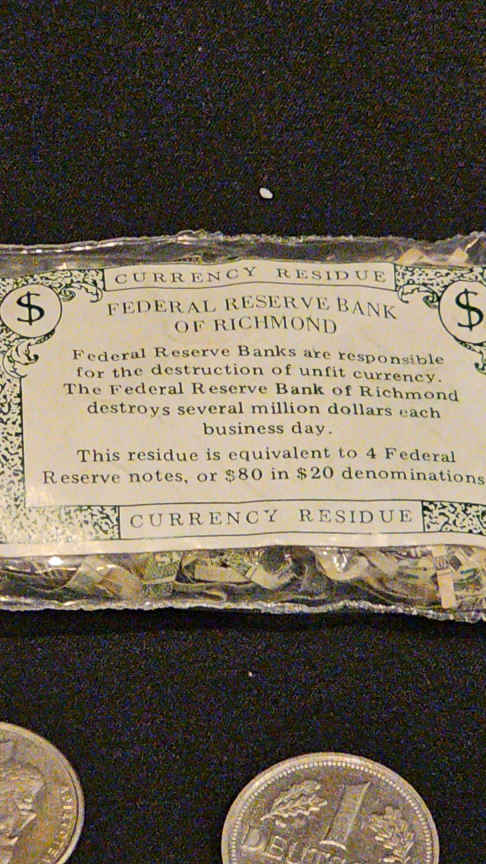 CURRENCY RESIDUE
$
$
FEDERAL RESERVE BANK
OF RICHMOND
Federal Reserve Banks are responsible
for the destruction of unfit currency.
The Federal Reserve Bank of Richmond
destroys several million dollars each
business day.
This residue is equivalent to 4 Federal
Reserve notes, or $80 in $20 denominations
CURRENCY RESIDUE
1